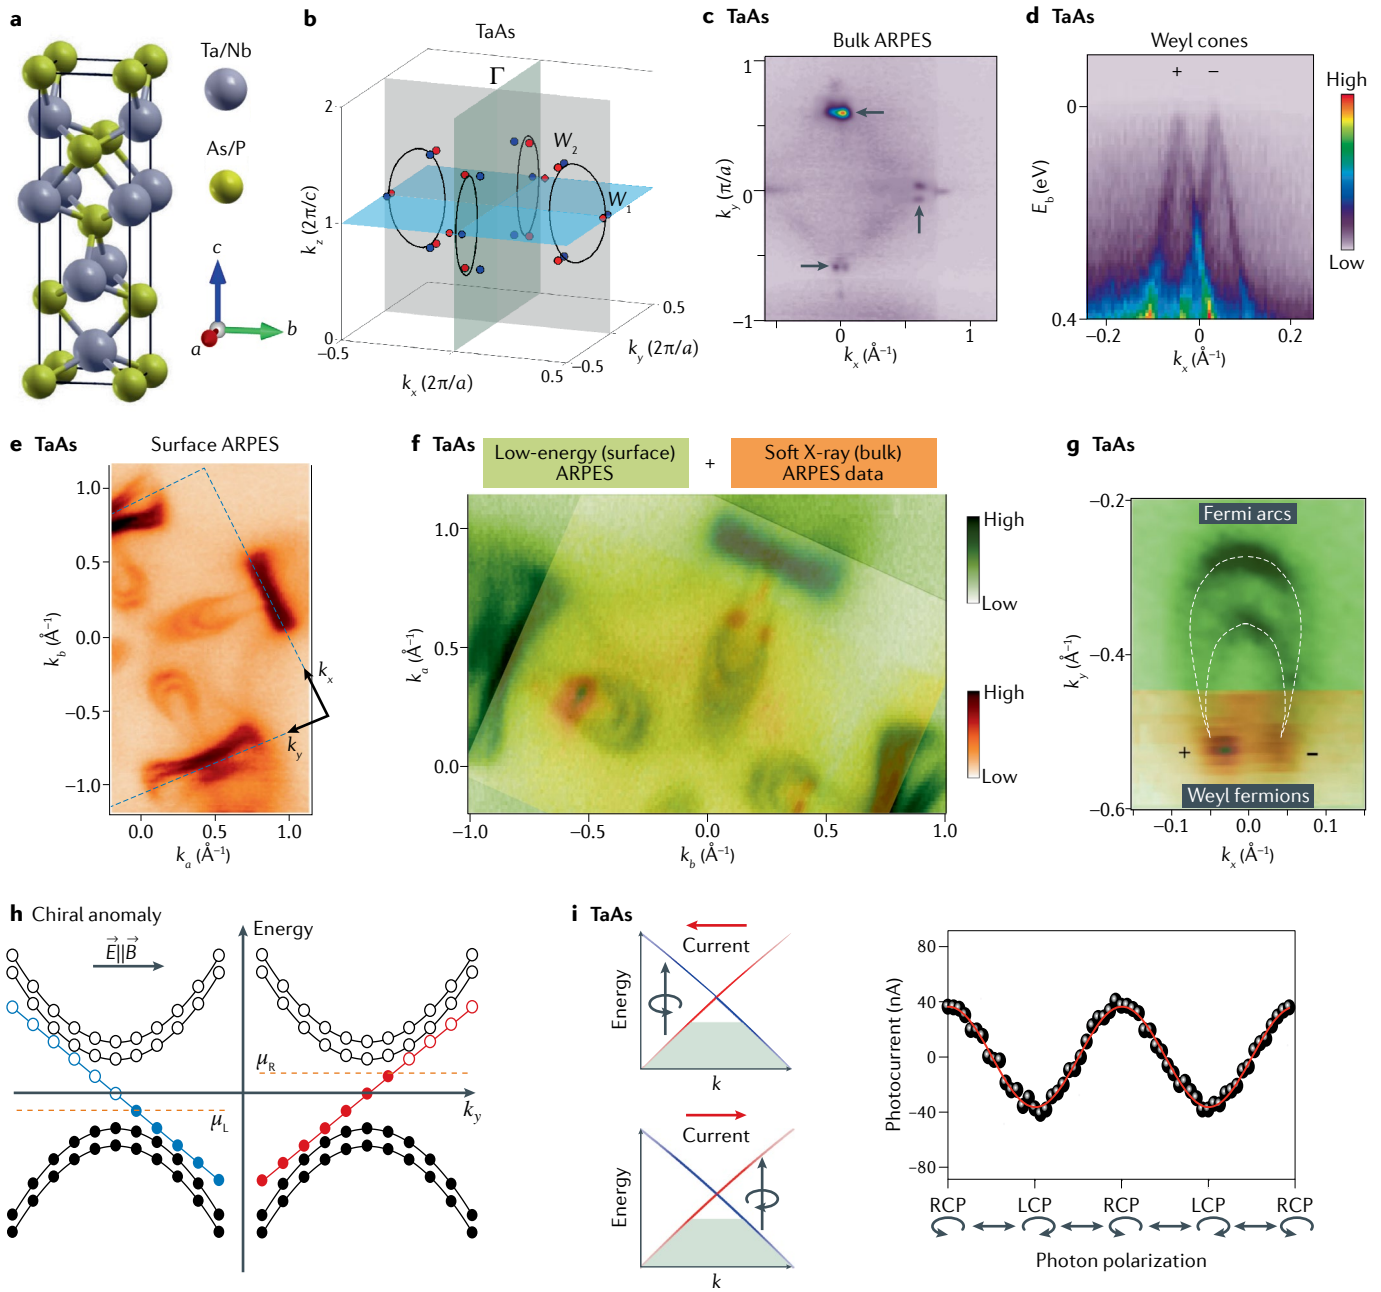 a
Ta/Nb
As/P
c
b
a
b
TaAs
Γ
W2
W1
2
1
0
kz (2π/c)
−0.5
0.5
kx (2π/a)
−0.5
0.5
ky (2π/a)
c TaAs
Bulk ARPES
1
0
−1
ky (π/a)
0
1
kx (Å⁻¹)
d TaAs
Weyl cones
+ −
0
0.4
Eb (eV)
−0.2
0
0.2
kx (Å⁻¹)
High
Low
e TaAs
Surface ARPES
1.0
0.5
0.0
−0.5
−1.0
kb (Å⁻¹)
kx
ky
0.0
0.5
1.0
ka (Å⁻¹)
f TaAs
Low-energy (surface)
ARPES
+
Soft X-ray (bulk)
ARPES data
1.0
0.5
0.0
ka (Å⁻¹)
−1.0
−0.5
0.0
0.5
1.0
kb (Å⁻¹)
High
Low
High
Low
g TaAs
Fermi arcs
−0.2
−0.4
−0.6
ky (Å⁻¹)
+ −
Weyl fermions
−0.1
0.0
0.1
kx (Å⁻¹)
h Chiral anomaly
E||B
Energy
μR
μL
ky
i TaAs
Current
Energy
k
Current
Energy
k
80
40
0
−40
−80
Photocurrent (nA)
RCP
LCP
RCP
LCP
RCP
Photon polarization